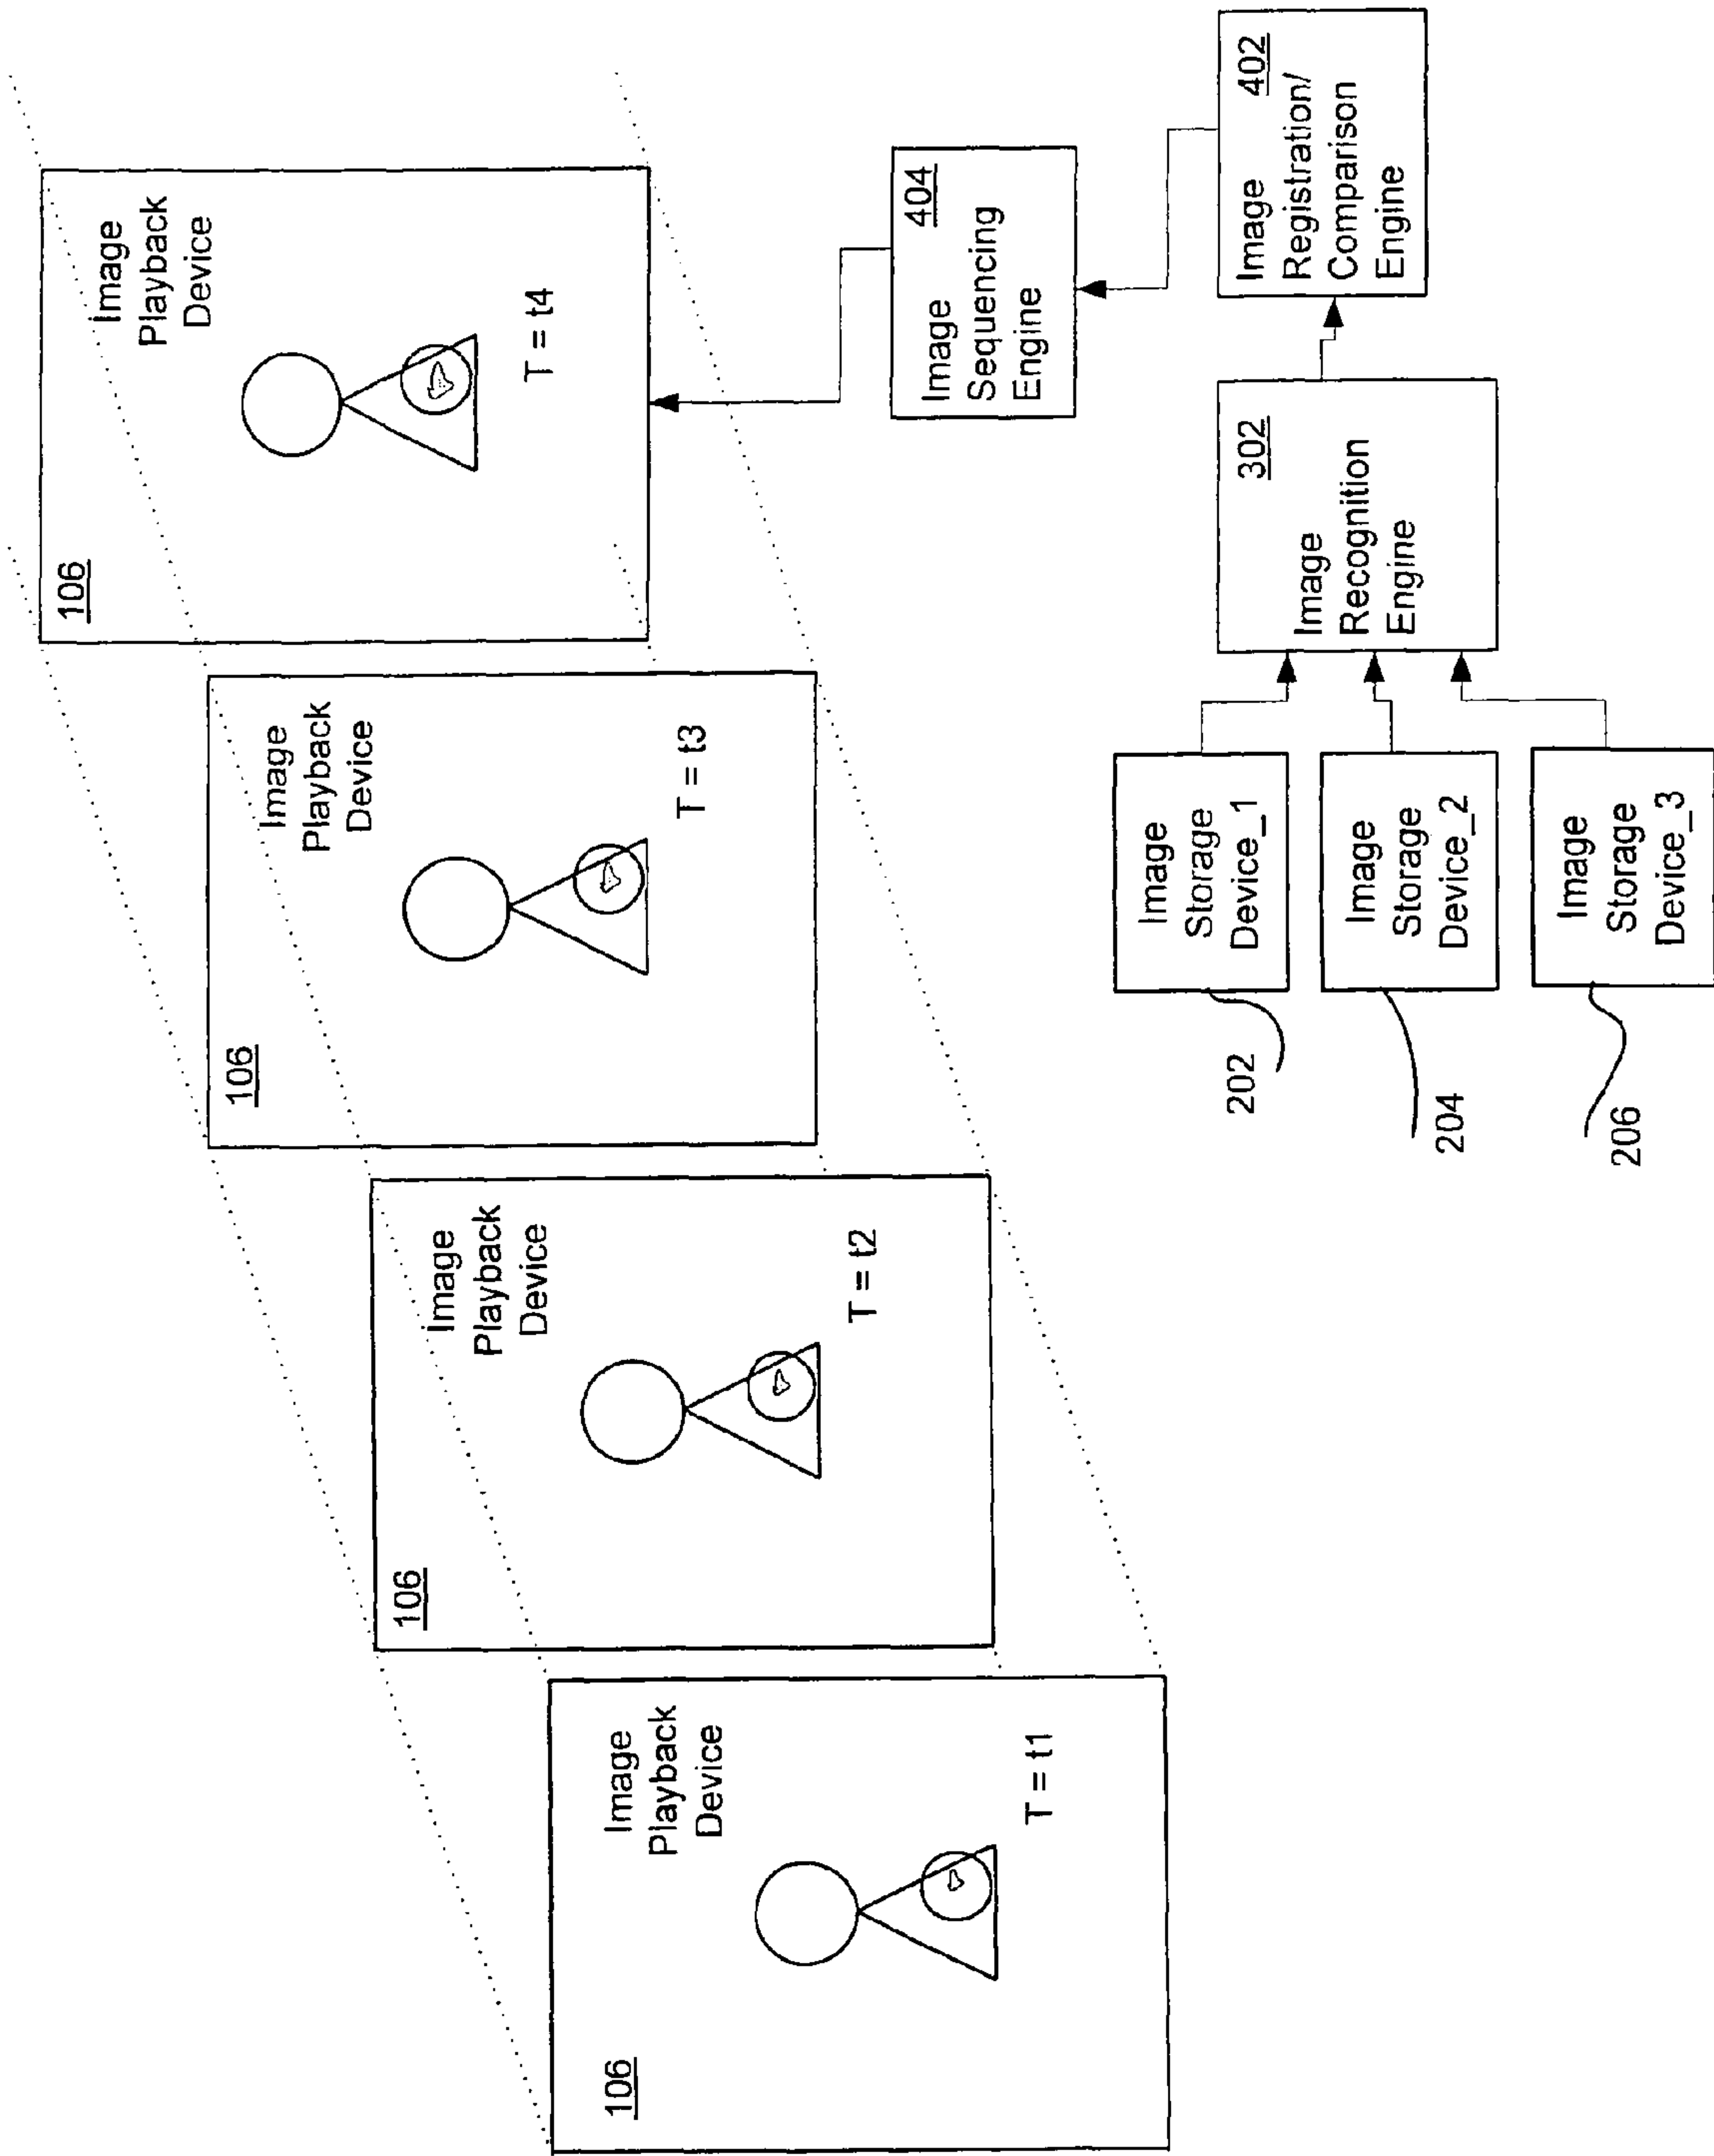 106
Image
Playback
Device
T = t1
106
Image
Playback
Device
T = t2
106
Image
Playback
Device
T = t3
106
Image
Playback
Device
T = t4
404
Image
Sequencing
Engine
402
Image
Registration/
Comparison
Engine
302
Image
Recognition
Engine
Image
Storage
Device_1
202
Image
Storage
Device_2
204
Image
Storage
Device_3
206